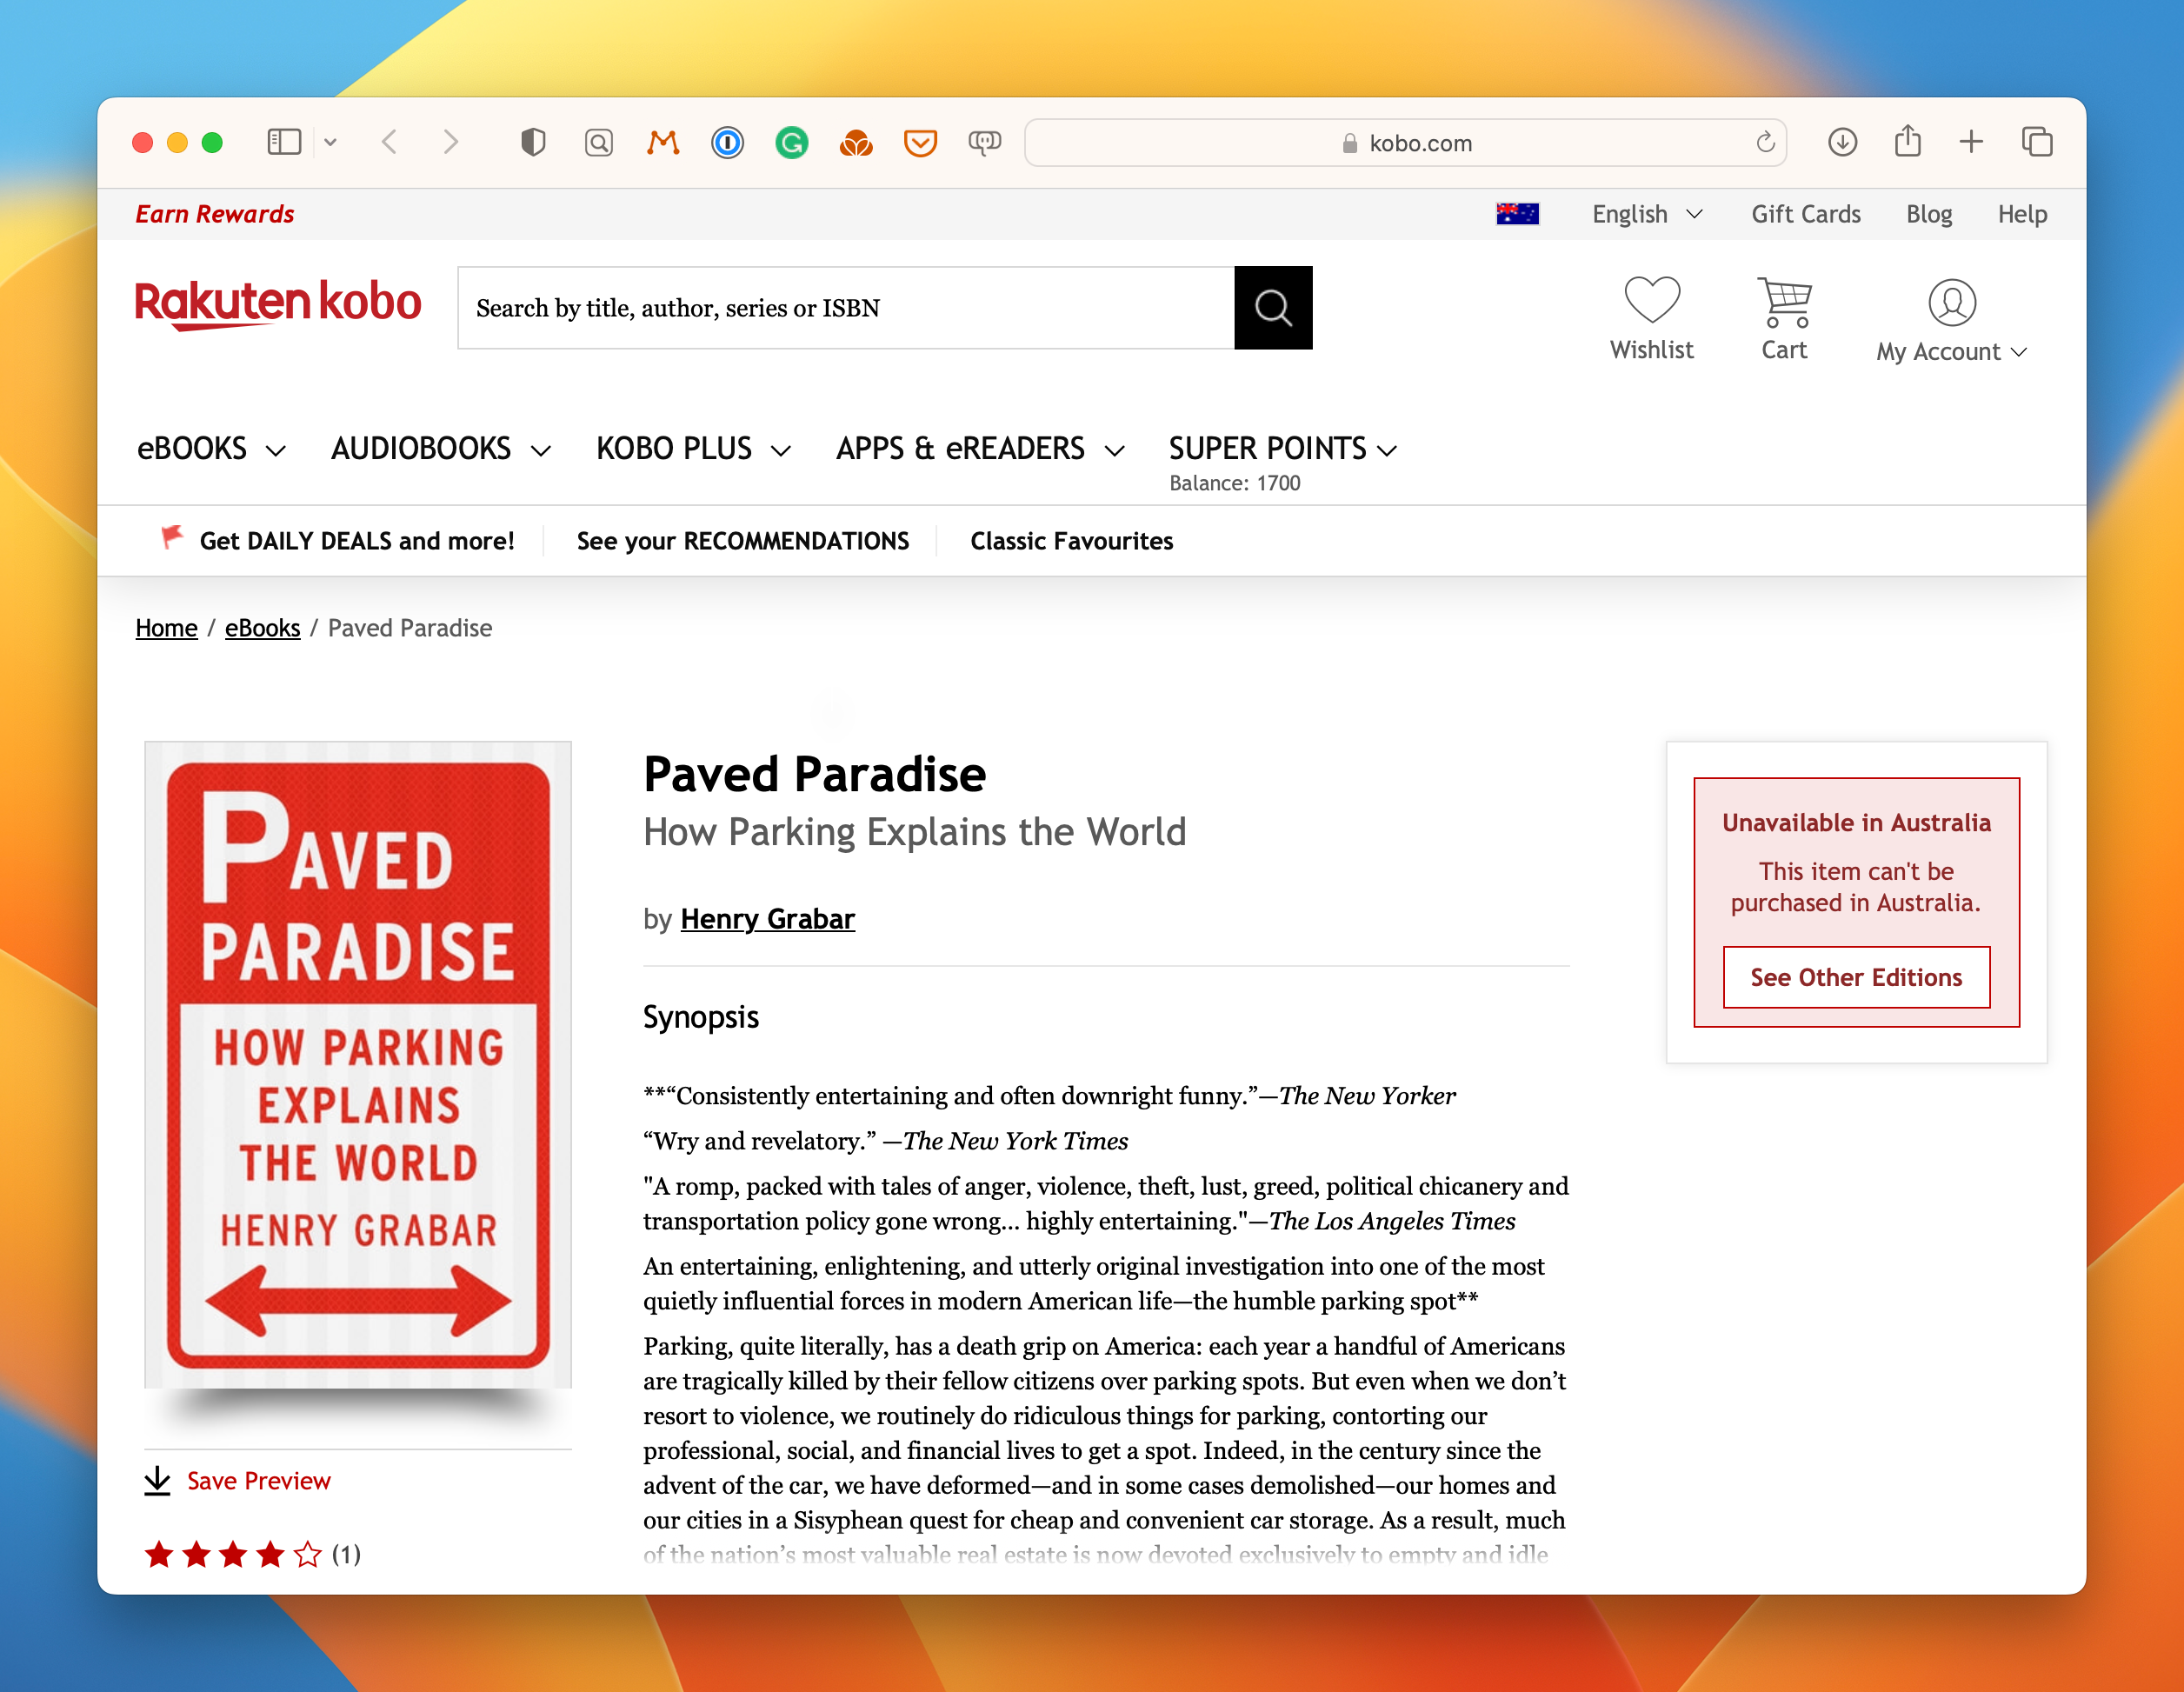 kobo.com
Earn Rewards
English
Gift Cards
Blog
Help
Rakuten kobo
Search by title, author, series or ISBN
Wishlist
Cart
My Account
eBOOKS
AUDIOBOOKS
KOBO PLUS
APPS & eREADERS
SUPER POINTS
Balance: 1700
Get DAILY DEALS and more!
See your RECOMMENDATIONS
Classic Favourites
Home / eBooks / Paved Paradise
PAVED
PARADISE
HOW PARKING
EXPLAINS
THE WORLD
HENRY GRABAR
Save Preview
(1)
Paved Paradise
How Parking Explains the World
by Henry Grabar
Synopsis
**“Consistently entertaining and often downright funny.”—The New Yorker
“Wry and revelatory.” —The New York Times
"A romp, packed with tales of anger, violence, theft, lust, greed, political chicanery and
transportation policy gone wrong... highly entertaining."—The Los Angeles Times
An entertaining, enlightening, and utterly original investigation into one of the most
quietly influential forces in modern American life—the humble parking spot**
Parking, quite literally, has a death grip on America: each year a handful of Americans
are tragically killed by their fellow citizens over parking spots. But even when we don’t
resort to violence, we routinely do ridiculous things for parking, contorting our
professional, social, and financial lives to get a spot. Indeed, in the century since the
advent of the car, we have deformed—and in some cases demolished—our homes and
our cities in a Sisyphean quest for cheap and convenient car storage. As a result, much
of the nation’s most valuable real estate is now devoted exclusively to empty and idle
Unavailable in Australia
This item can't be
purchased in Australia.
See Other Editions